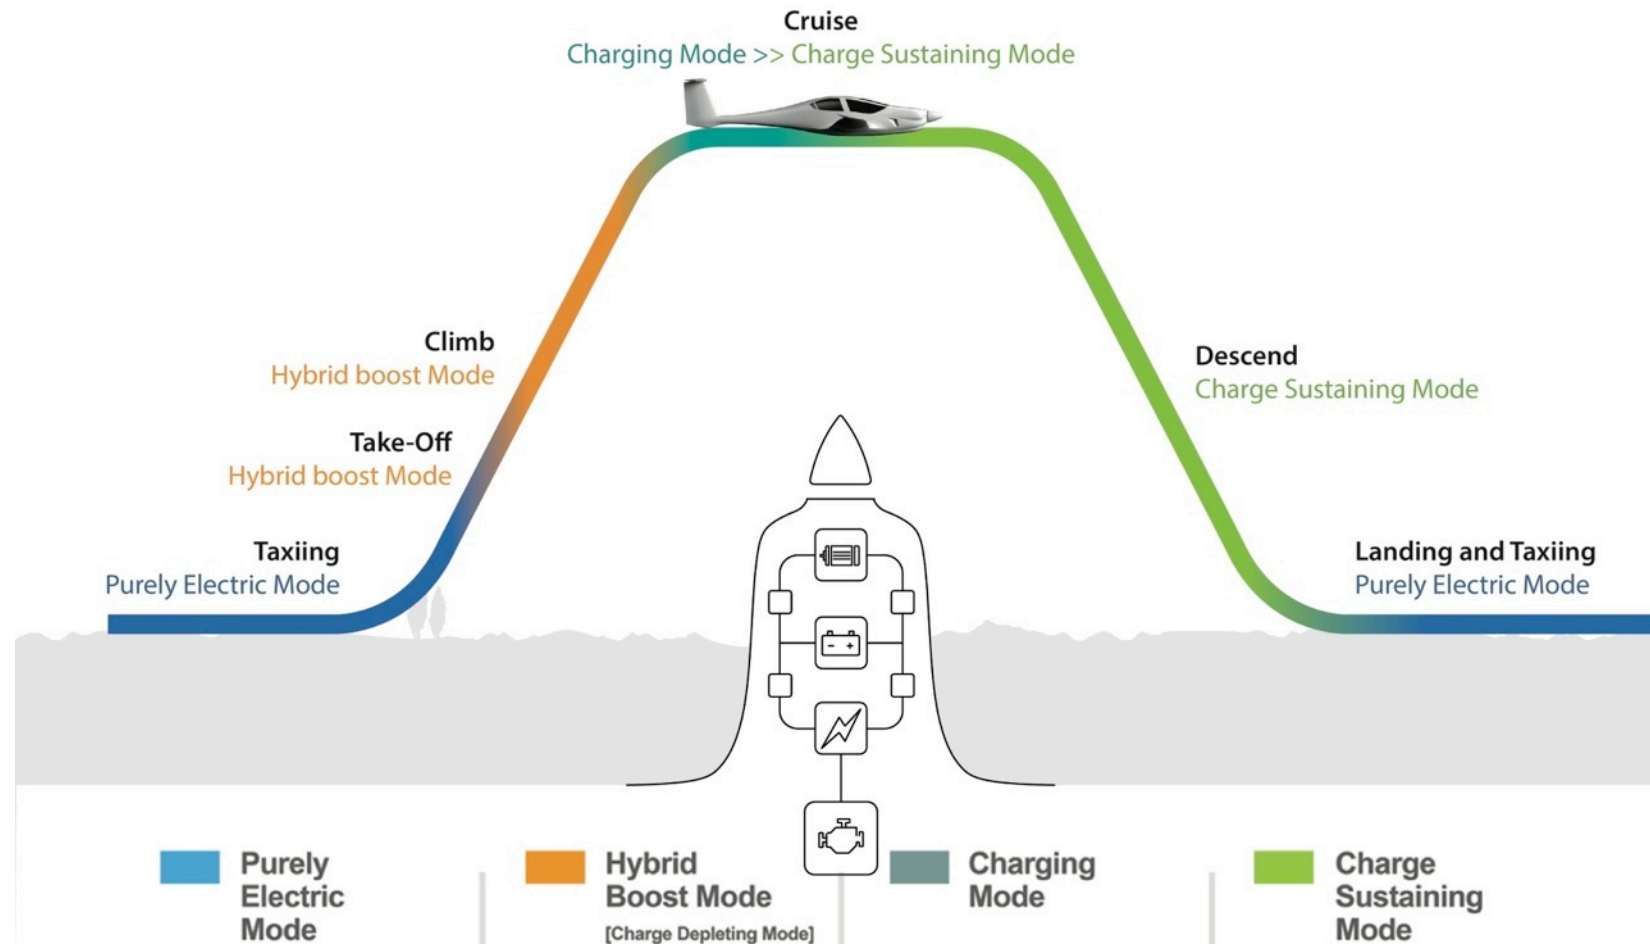 Cruise
Charging Mode >> Charge Sustaining Mode
Climb
Hybrid boost Mode
Take-Off
Hybrid boost Mode
Taxiing
Purely Electric Mode
Descend
Charge Sustaining Mode
Landing and Taxiing
Purely Electric Mode
- +
Purely
Electric
Mode
Hybrid
Boost Mode
[Charge Depleting Mode]
Charging
Mode
Charge
Sustaining
Mode